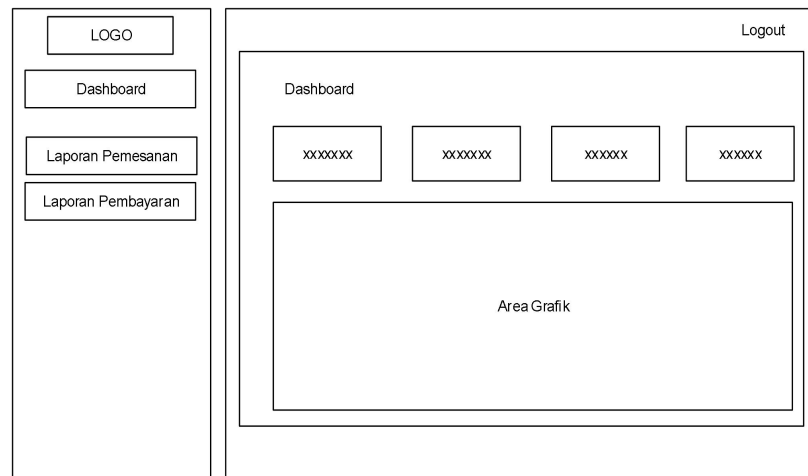 LOGO
Dashboard
Laporan Pemesanan
Laporan Pembayaran
Logout
Dashboard
xxxxxxx
xxxxxxx
xxxxxx
xxxxxx
Area Grafik